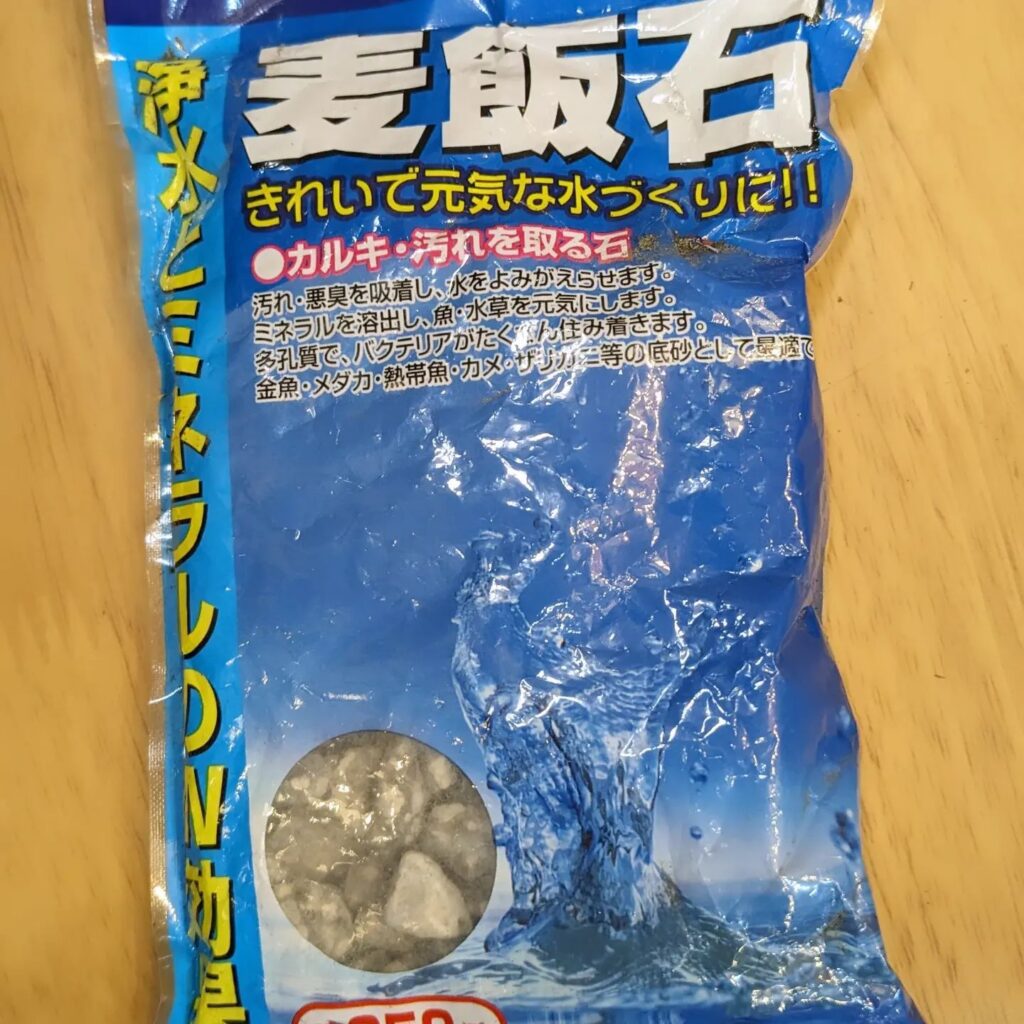 麦飯石
きれいで元気な水づくりに!!
●カルキ・汚れを取る石
汚れ・悪臭を吸着し、水をよみがえらせます。
ミネラルを溶出し、魚・水草を元気にします。
多孔質で、バクテリアがたくさん住み着きます。
金魚・メダカ・熱帯魚・カメ・ザリガニ等の底砂として最適で
浄水とミネラルのW効果